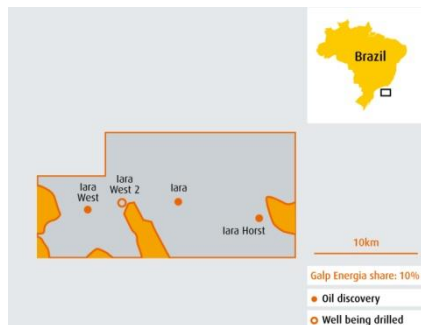 Brazil
Iara
West
Iara
West 2
Iara
Iara Horst
10km
Galp Energia share: 10%
Oil discovery
Well being drilled